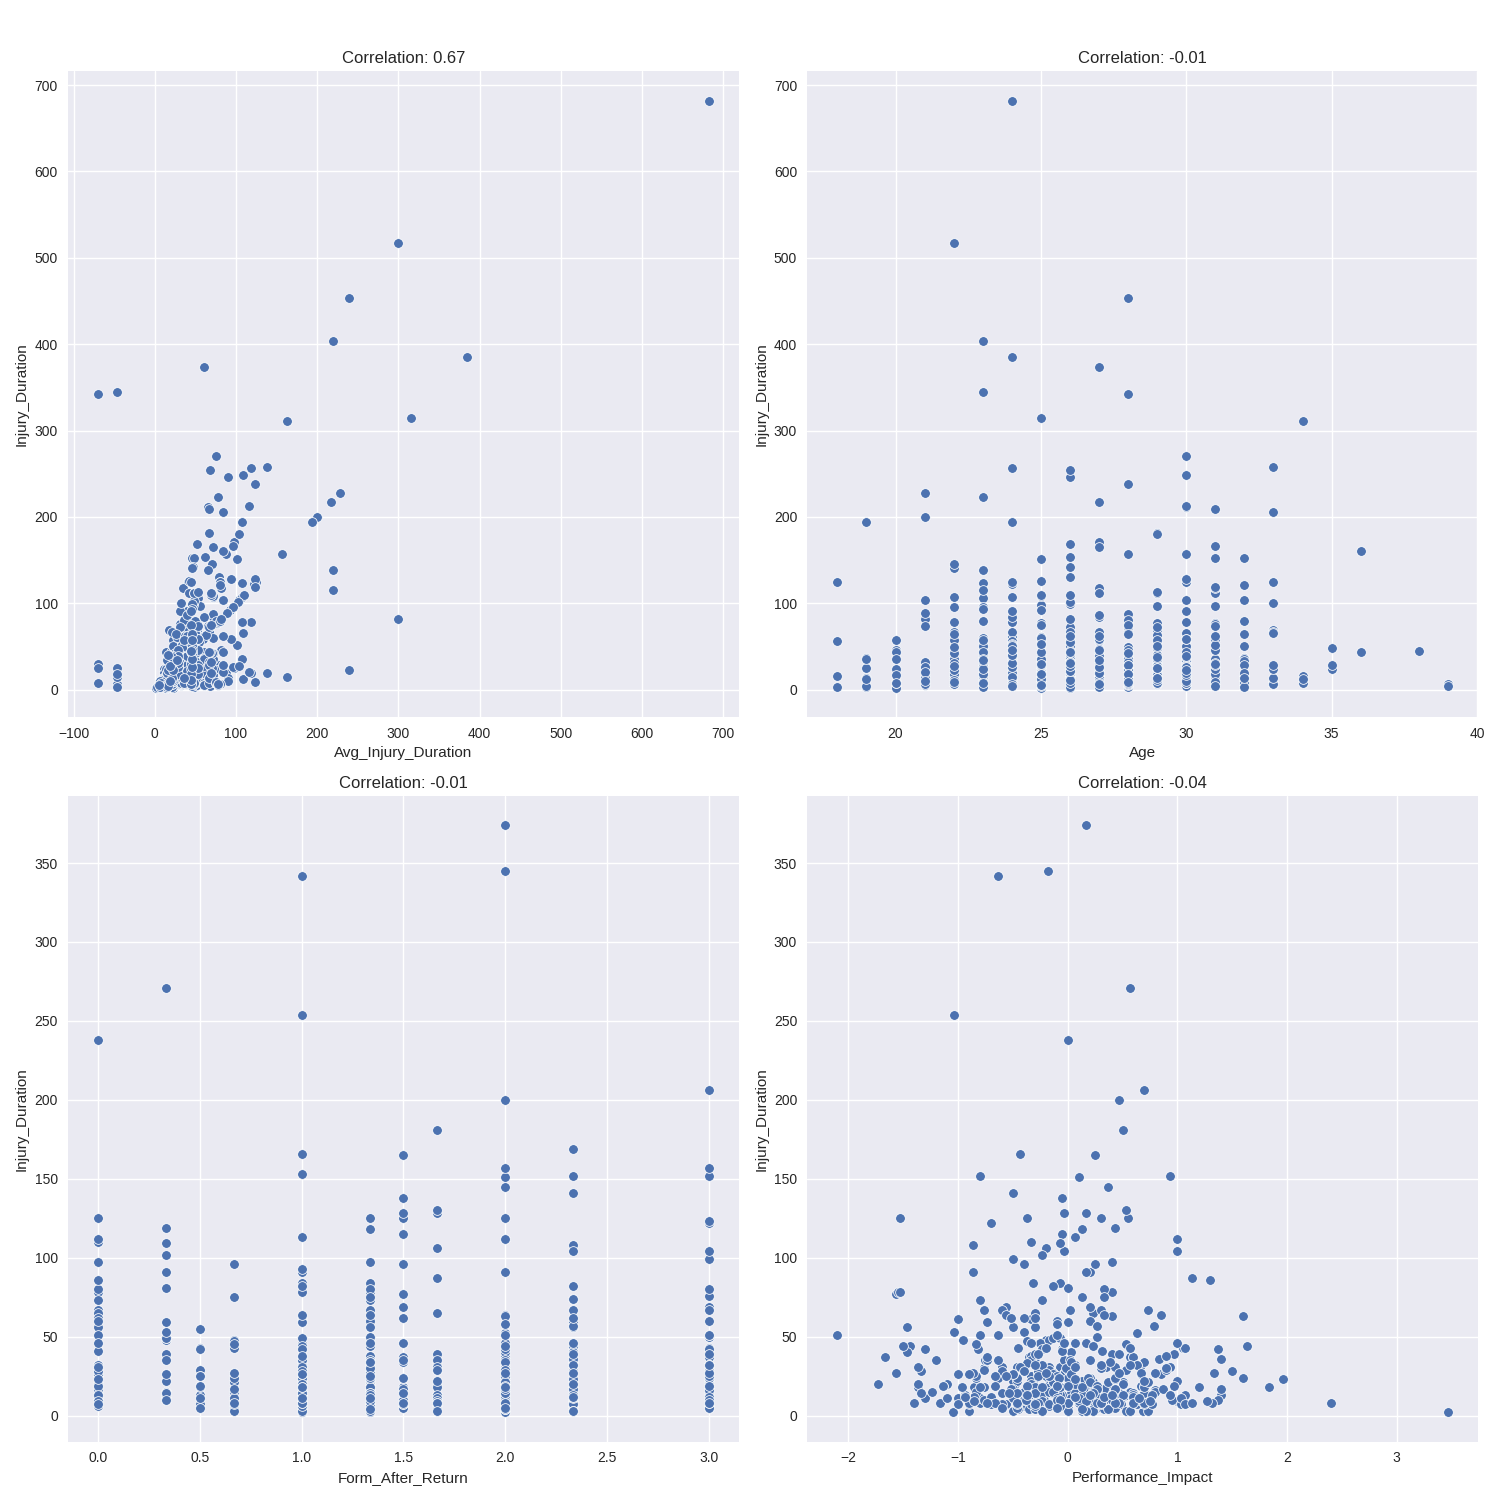 Correlation: 0.67
700
600
500
400
300
200
100
0
Injury_Duration
−100 0 100 200 300 400 500 600 700
Avg_Injury_Duration
Correlation: -0.01
700
600
500
400
300
200
100
0
Injury_Duration
20 25 30 35 40
Age
Correlation: -0.01
350
300
250
200
150
100
50
0
Injury_Duration
0.0 0.5 1.0 1.5 2.0 2.5 3.0
Form_After_Return
Correlation: -0.04
350
300
250
200
150
100
50
0
Injury_Duration
−2 −1 0 1 2 3
Performance_Impact